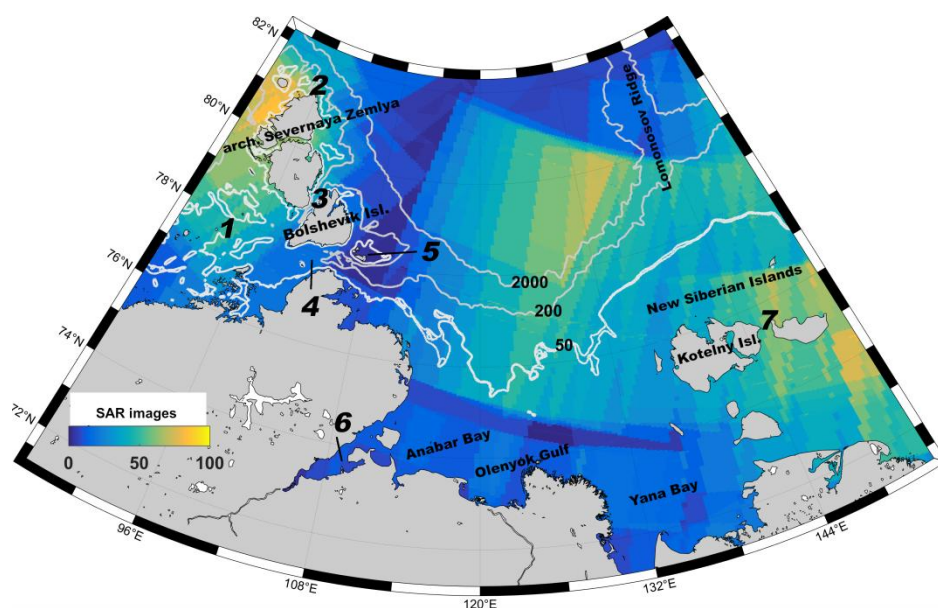 82°N
80°N
78°N
76°N
74°N
72°N
2
arch. Severnaya Zemlya
Lomonosov Ridge
3
1
Bolshevik Isl.
5
4
2000
200
50
New Siberian Islands
7
Kotelny Isl.
SAR images
0 50 100
6
Anabar Bay
Olenyok Gulf
Yana Bay
96°E
108°E
120°E
132°E
144°E